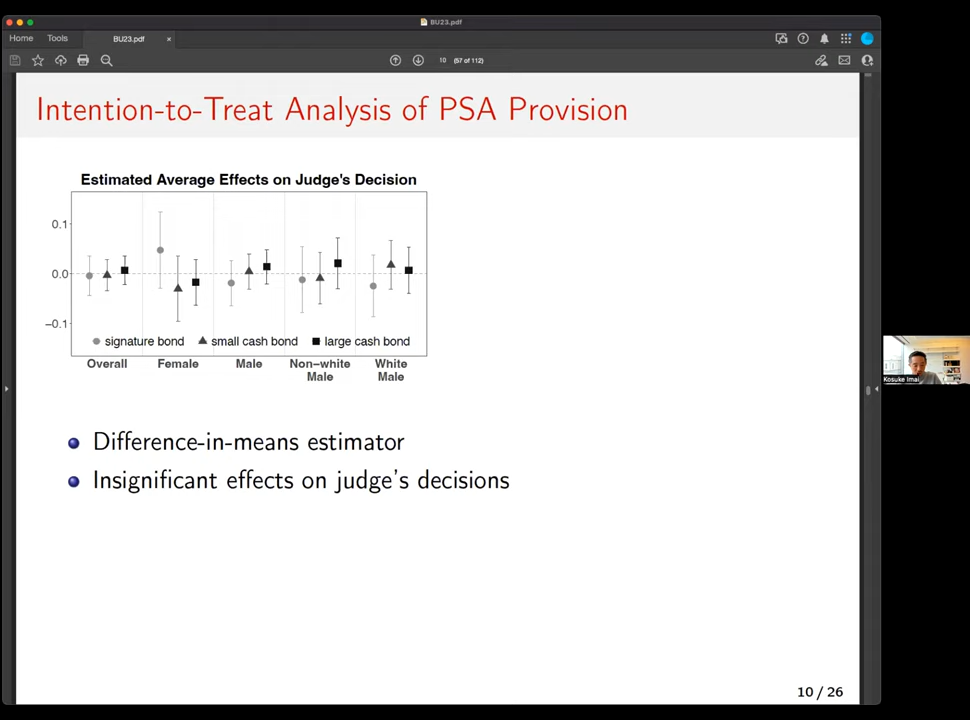 BU23.pdf
Home Tools BU23.pdf ×
10 (57 of 112)
Intention-to-Treat Analysis of PSA Provision
Estimated Average Effects on Judge's Decision
0.1
0.0
−0.1
signature bond small cash bond large cash bond
Overall Female Male Non−white Male White Male
Difference-in-means estimator
Insignificant effects on judge's decisions
Kosuke Imai
10 / 26